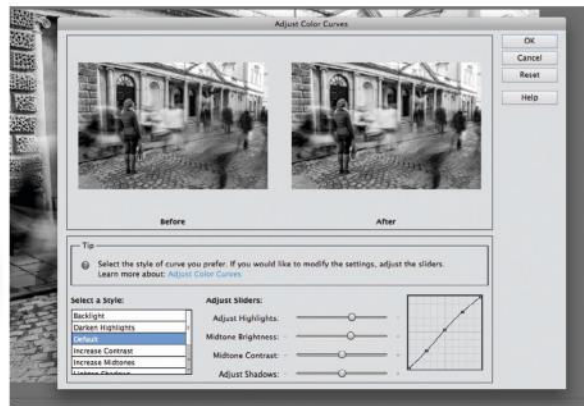 Adjust Color Curves
OK
Cancel
Reset
Help
Before
After
Tip
Select the style of curve you prefer. If you would like to modify the settings, adjust the sliders.
Learn more about: Adjust Color Curves
Select a Style:
Backlight
Darken Highlights
Default
Increase Contrast
Increase Midtones
Lighten Shadows
Adjust Sliders:
Adjust Highlights:
Midtone Brightness:
Midtone Contrast:
Adjust Shadows: